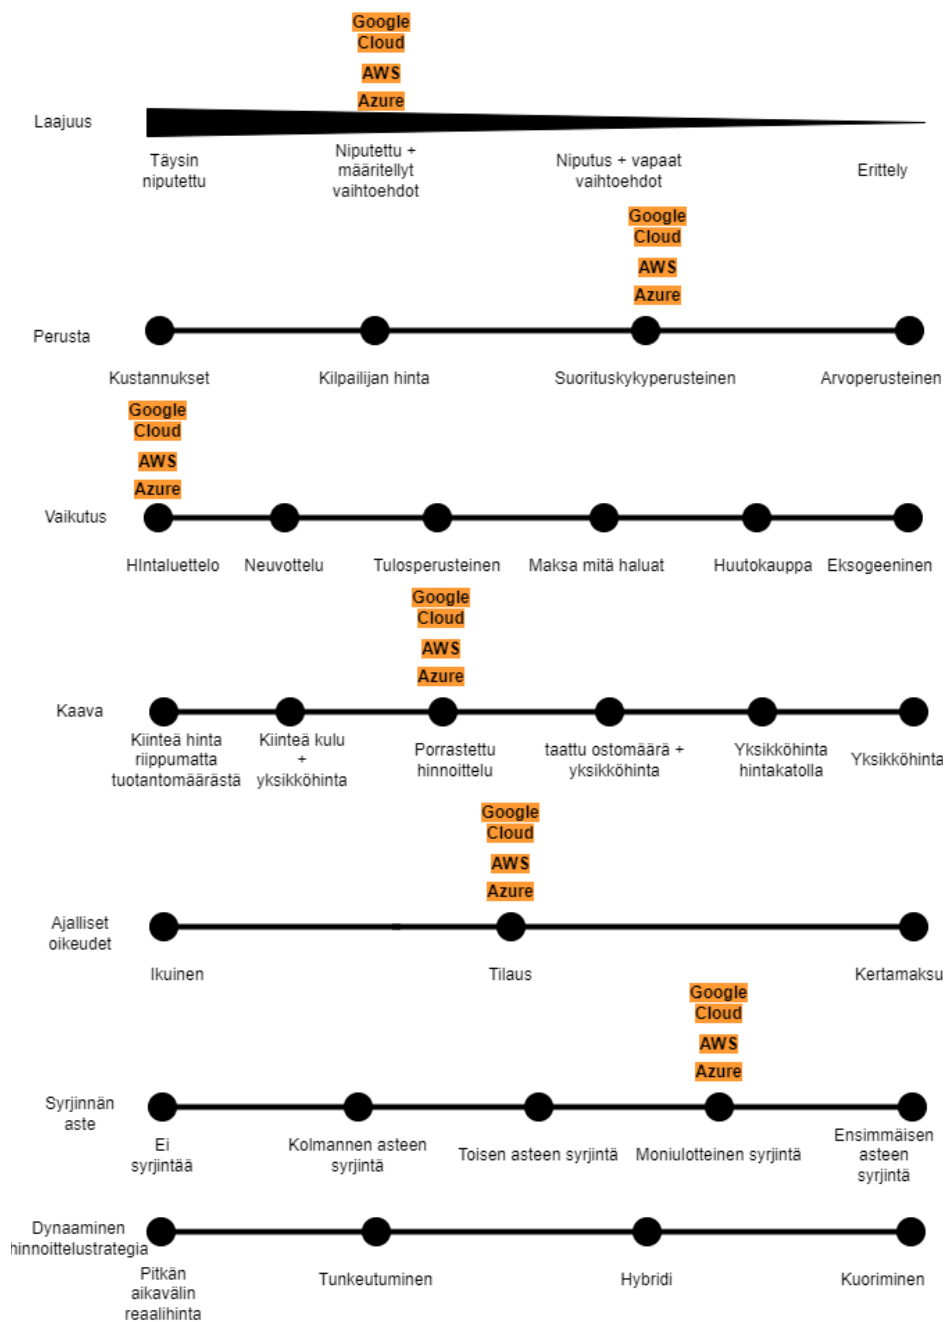 Google
Cloud
AWS
Azure
Laajuus
Täysin
niputettu
Niputettu +
määritellyt
vaihtoehdot
Niputus + vapaat
vaihtoehdot
Erittely
Google
Cloud
AWS
Azure
Perusta
Kustannukset
Kilpailijan hinta
Suorituskykyperusteinen
Arvoperusteinen
Google
Cloud
AWS
Azure
Vaikutus
HIntaluettelo
Neuvottelu
Tulosperusteinen
Maksa mitä haluat
Huutokauppa
Eksogeeninen
Google
Cloud
AWS
Azure
Kaava
Kiinteä hinta
riippumatta
tuotantomäärästä
Kiinteä kulu
+
yksikköhinta
Porrastettu
hinnoittelu
taattu ostomäärä +
yksikköhinta
Yksikköhinta
hintakatolla
Yksikköhinta
Google
Cloud
AWS
Azure
Ajalliset
oikeudet
Ikuinen
Tilaus
Kertamaksu
Google
Cloud
AWS
Azure
Syrjinnän
aste
Ei
syrjintää
Kolmannen asteen
syrjintä
Toisen asteen syrjintä
Moniulotteinen syrjintä
Ensimmäisen
asteen
syrjintä
Dynaaminen
hinnoittelustrategia
Pitkän
aikavälin
reaalihinta
Tunkeutuminen
Hybridi
Kuoriminen